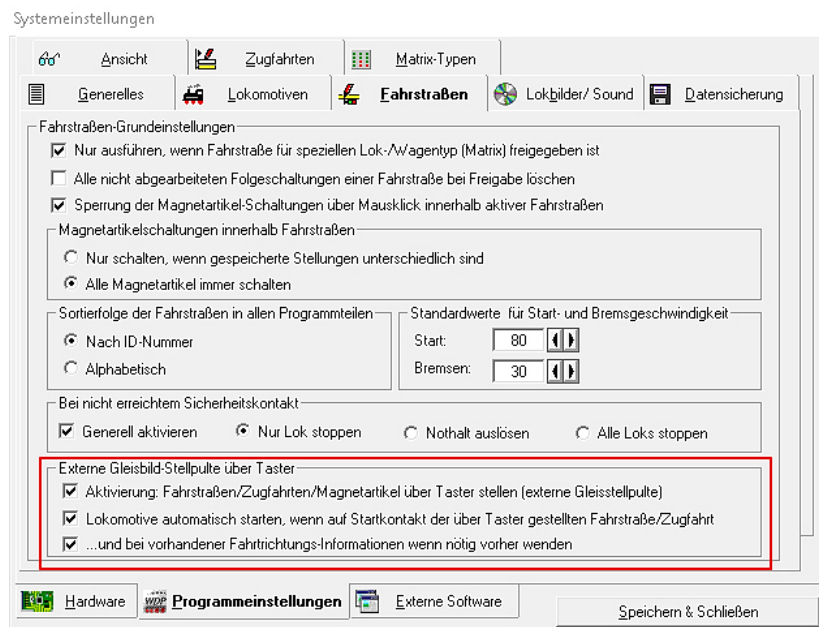 Systemeinstellungen
Ansicht Zugfahrten Matrix-Typen
Generelles Lokomotiven Fahrstraßen Lokbilder/ Sound Datensicherung
Fahrstraßen-Grundeinstellungen
Nur ausführen, wenn Fahrstraße für speziellen Lok-/Wagentyp (Matrix) freigegeben ist
Alle nicht abgearbeiteten Folgeschaltungen einer Fahrstraße bei Freigabe löschen
Sperrung der Magnetartikel-Schaltungen über Mausklick innerhalb aktiver Fahrstraßen
Magnetartikelschaltungen innerhalb Fahrstraßen
Nur schalten, wenn gespeicherte Stellungen unterschiedlich sind
Alle Magnetartikel immer schalten
Sortierfolge der Fahrstraßen in allen Programmteilen
Nach ID-Nummer
Alphabetisch
Standardwerte für Start- und Bremsgeschwindigkeit
Start: 80
Bremsen: 30
Bei nicht erreichtem Sicherheitskontakt
Generell aktivieren Nur Lok stoppen Nothalt auslösen Alle Loks stoppen
Externe Gleisbild-Stellpulte über Taster
Aktivierung: Fahrstraßen/Zugfahrten/Magnetartikel über Taster stellen (externe Gleisstellpulte)
Lokomotive automatisch starten, wenn auf Startkontakt der über Taster gestellten Fahrstraße/Zugfahrt
...und bei vorhandener Fahrtrichtungs-Informationen wenn nötig vorher wenden
Hardware WDP Programmeinstellungen Externe Software
Speichern & Schließen